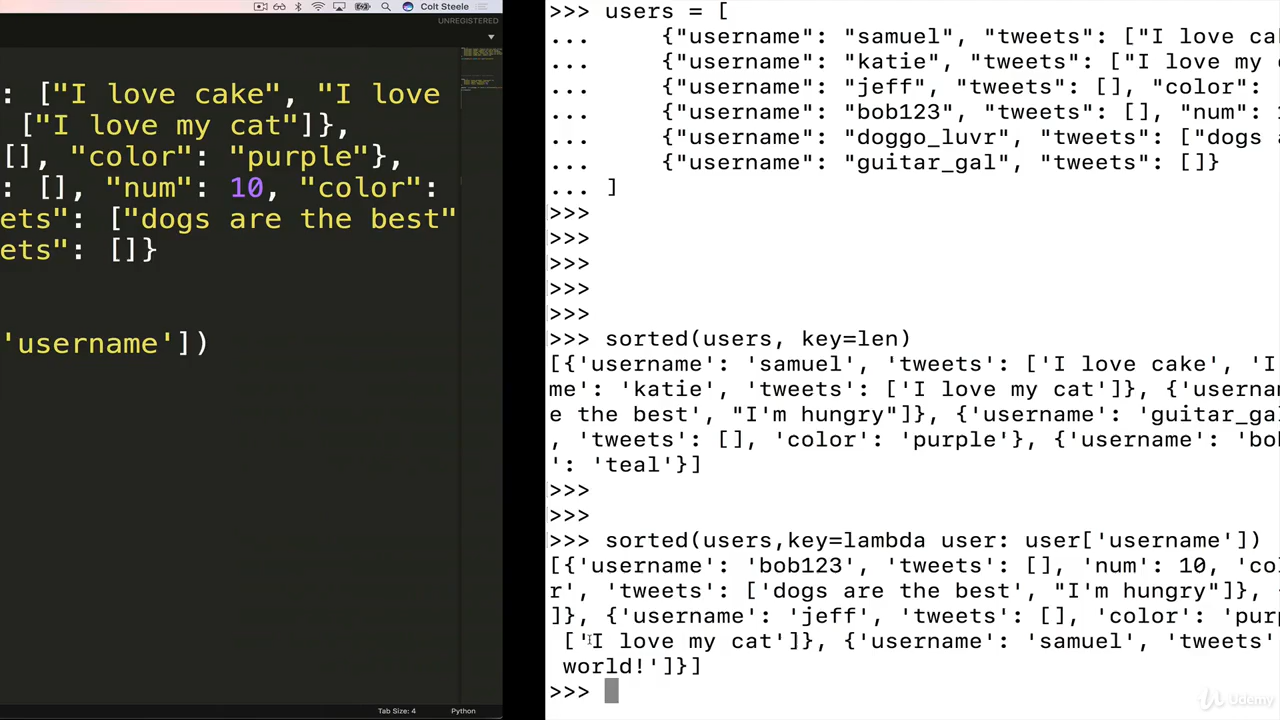 Colt Steele
UNREGISTERED
: ["I love cake", "I love
["I love my cat"]},
[], "color": "purple"},
: [], "num": 10, "color":
ets": ["dogs are the best"
ets": []}
'username'])
Tab Size: 4
Python
>>> users = [
... {"username": "samuel", "tweets": ["I love ca
... {"username": "katie", "tweets": ["I love my c
... {"username": "jeff", "tweets": [], "color":
... {"username": "bob123", "tweets": [], "num":
... {"username": "doggo_luvr", "tweets": ["dogs a
... {"username": "guitar_gal", "tweets": []}
... ]
>>>
>>>
>>>
>>>
>>>
>>> sorted(users, key=len)
[{'username': 'samuel', 'tweets': ['I love cake', 'I
me': 'katie', 'tweets': ['I love my cat']}, {'usern
e the best', "I'm hungry"]}, {'username': 'guitar_ga
, 'tweets': [], 'color': 'purple'}, {'username': 'bo
': 'teal'}]
>>>
>>>
>>> sorted(users,key=lambda user: user['username'])
[{'username': 'bob123', 'tweets': [], 'num': 10, 'co
r', 'tweets': ['dogs are the best', "I'm hungry"]},
]}, {'username': 'jeff', 'tweets': [], 'color': 'pur
['I love my cat']}, {'username': 'samuel', 'tweets'
world!']}]
>>>
Udemy